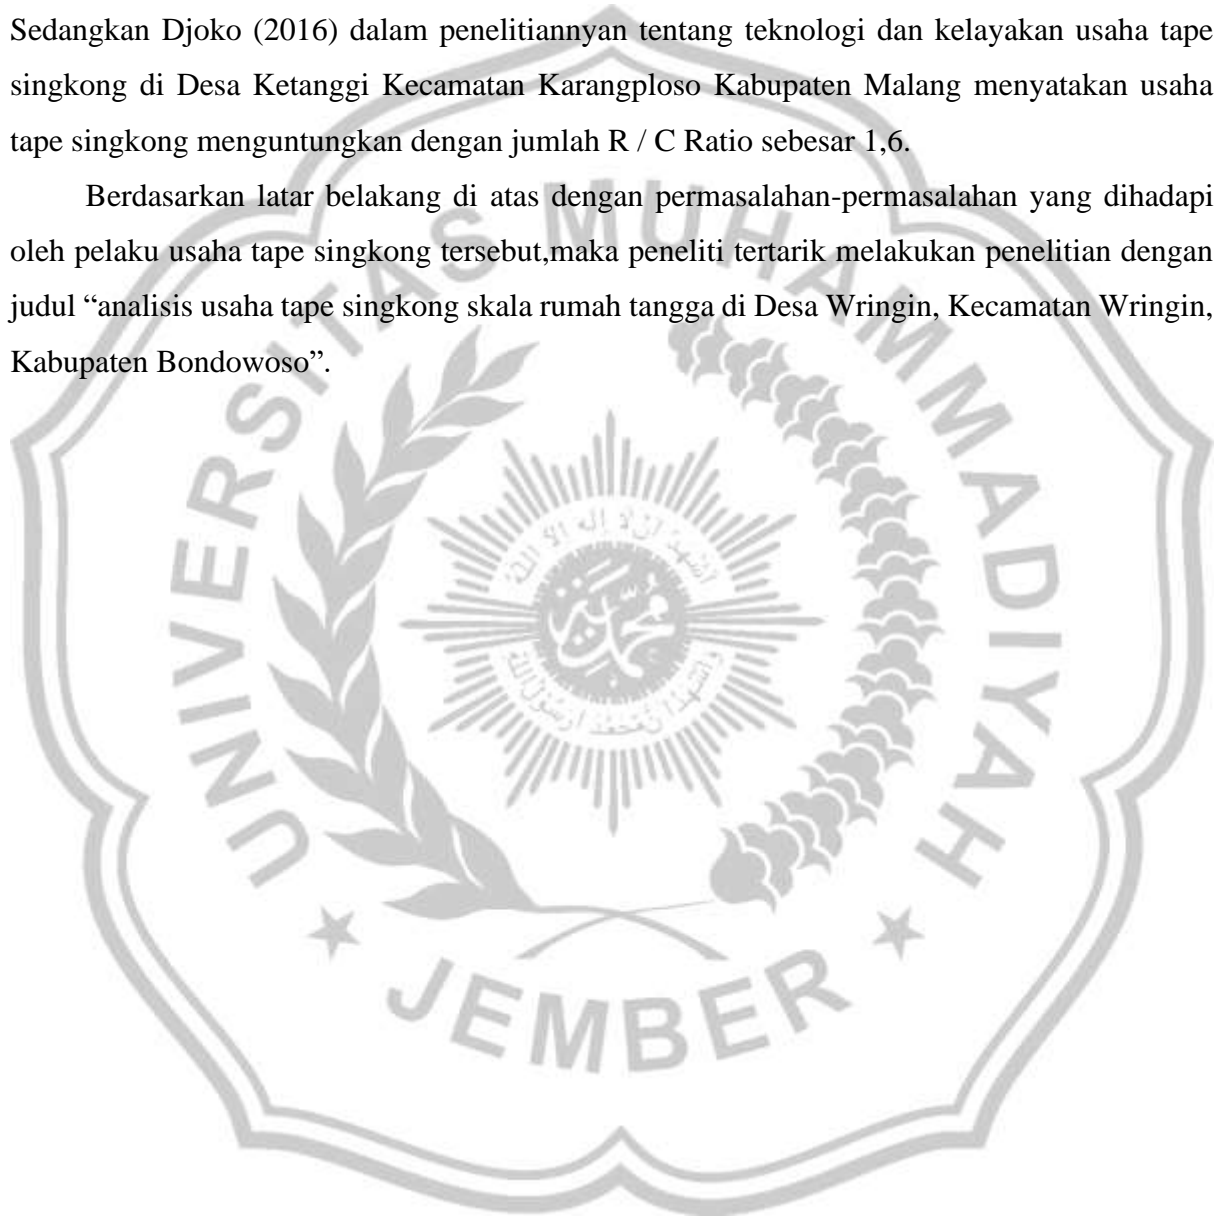 Sedangkan Djoko (2016) dalam penelitiannyan tentang teknologi dan kelayakan usaha tape
singkong di Desa Ketanggi Kecamatan Karangploso Kabupaten Malang menyatakan usaha
tape singkong menguntungkan dengan jumlah R / C Ratio sebesar 1,6.
Berdasarkan latar belakang di atas dengan permasalahan-permasalahan yang dihadapi
oleh pelaku usaha tape singkong tersebut,maka peneliti tertarik melakukan penelitian dengan
judul “analisis usaha tape singkong skala rumah tangga di Desa Wringin, Kecamatan Wringin,
Kabupaten Bondowoso”.
UNIVERSITAS MUHAMMADIYAH
JEMBER